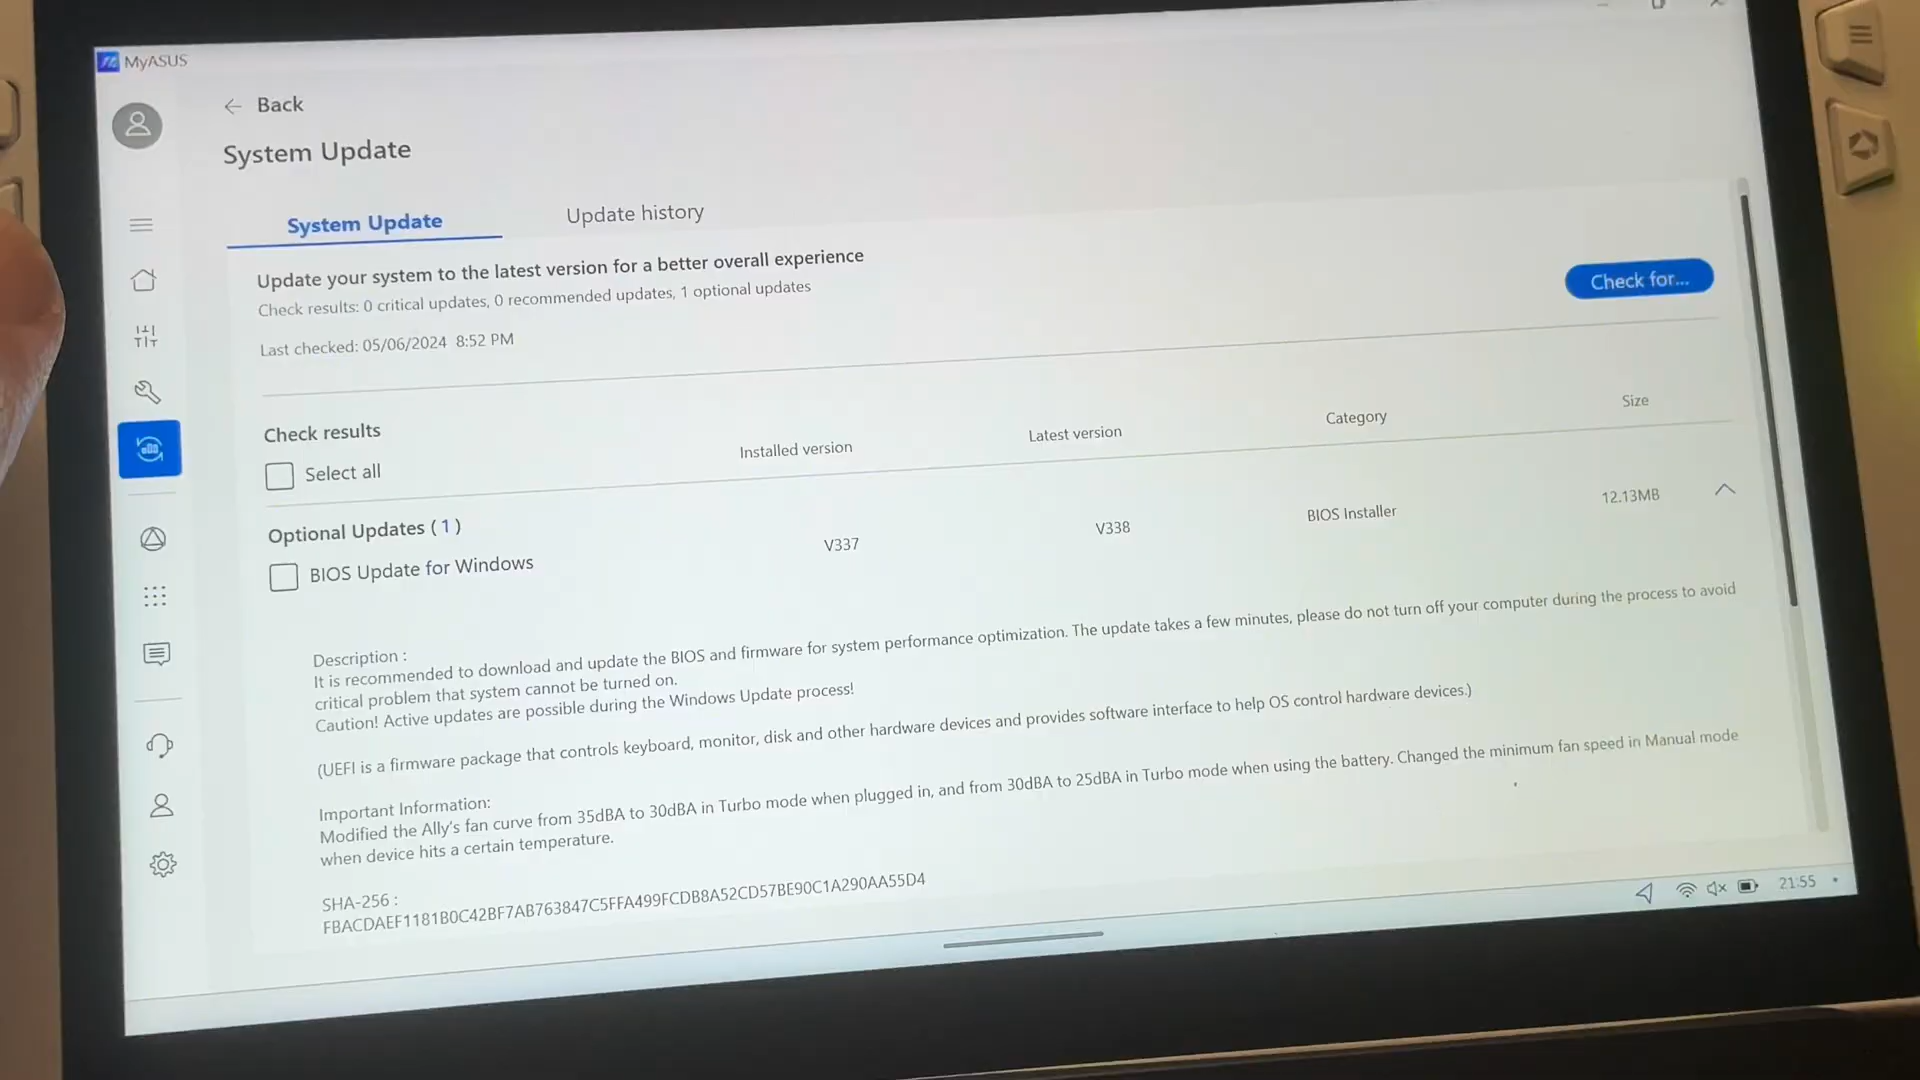 MyASUS
Back
System Update
System Update
Update history
Update your system to the latest version for a better overall experience
Check results: 0 critical updates, 0 recommended updates, 1 optional updates
Check for...
Last checked: 05/06/2024 8:52 PM
Check results
Installed version
Latest version
Category
Size
Select all
Optional Updates ( 1 )
BIOS Update for Windows
V337
V338
BIOS Installer
12.13MB
Description :
It is recommended to download and update the BIOS and firmware for system performance optimization. The update takes a few minutes, please do not turn off your computer during the process to avoid
critical problem that system cannot be turned on.
Caution! Active updates are possible during the Windows Update process!
(UEFI is a firmware package that controls keyboard, monitor, disk and other hardware devices and provides software interface to help OS control hardware devices.)
Important Information:
Modified the Ally's fan curve from 35dBA to 30dBA in Turbo mode when plugged in, and from 30dBA to 25dBA in Turbo mode when using the battery. Changed the minimum fan speed in Manual mode
when device hits a certain temperature.
SHA-256 :
FBACDAEF1181B0C42BF7AB763847C5FFA499FCDB8A52CD57BE90C1A290AA55D4
21:55